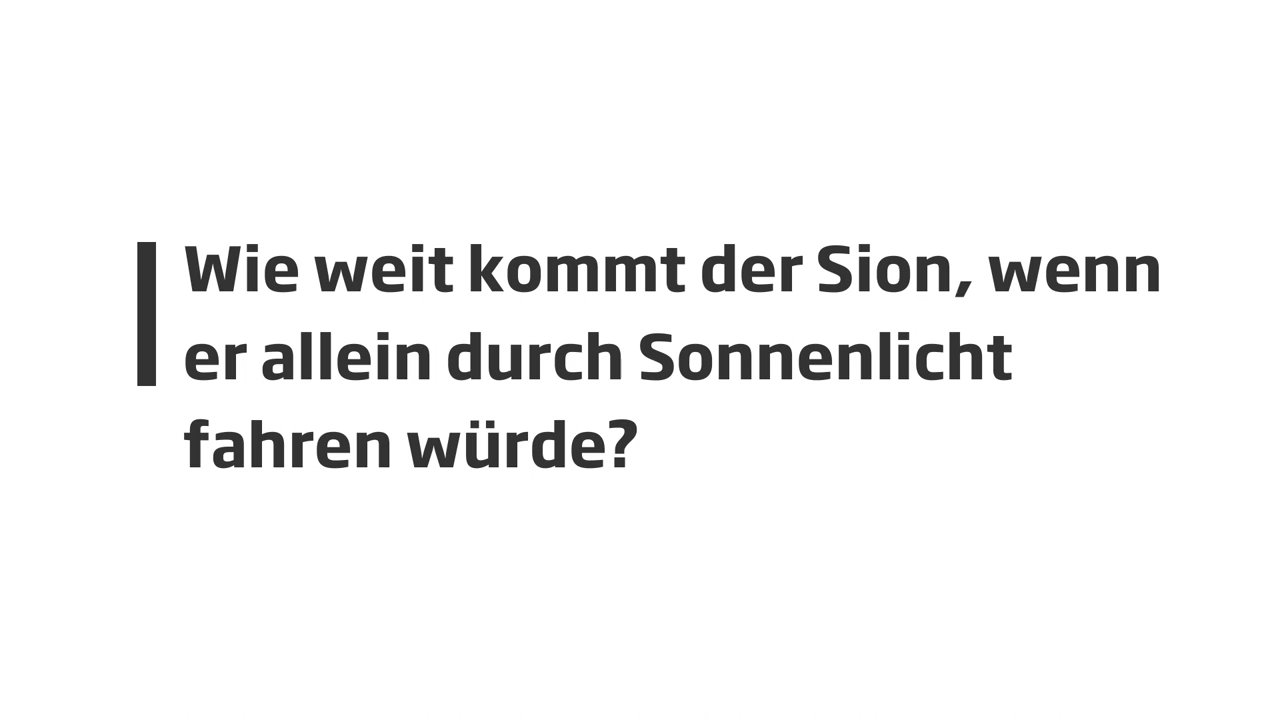 Wie weit kommt der Sion, wenn
er allein durch Sonnenlicht
fahren würde?